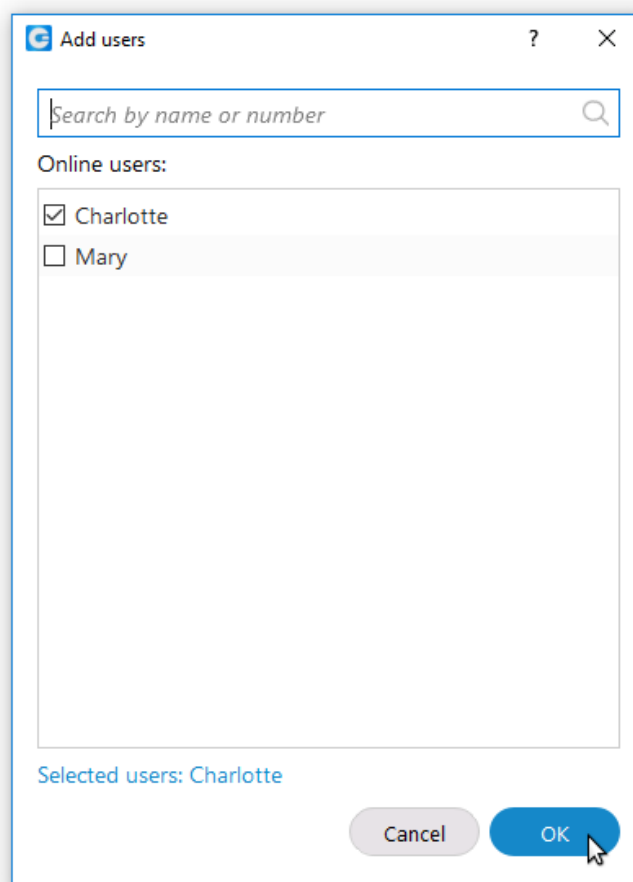 Add users
?
Search by name or number
Online users:
Charlotte
Mary
Selected users: Charlotte
Cancel OK